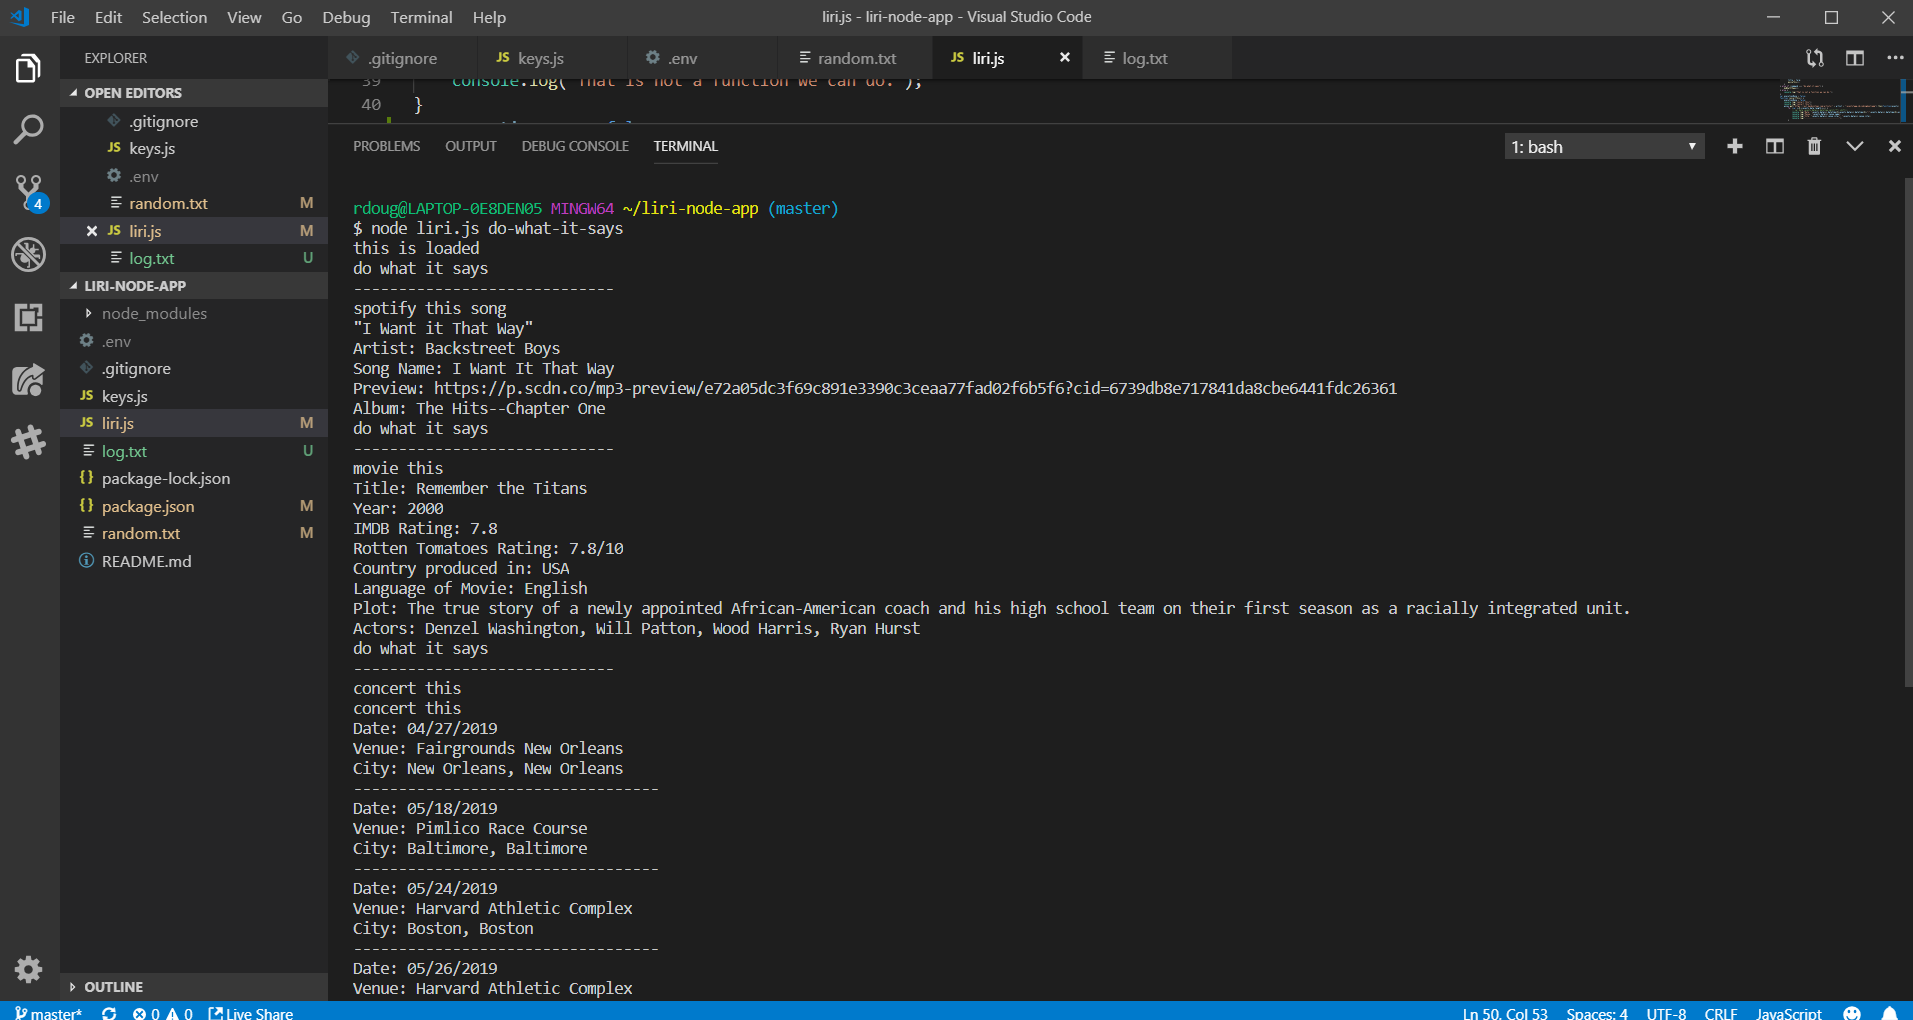 File Edit Selection View Go Debug Terminal Help
liri.js - liri-node-app - Visual Studio Code
EXPLORER
.gitignore
JS keys.js
.env
random.txt
JS liri.js
log.txt
OPEN EDITORS
.gitignore
JS keys.js
.env
random.txt M
JS liri.js M
log.txt U
LIRI-NODE-APP
node_modules
.env
.gitignore
JS keys.js
JS liri.js M
log.txt U
{} package-lock.json
{} package.json M
random.txt M
README.md
OUTLINE
4
39 console.log("That is not a function we can do.");
40 }
PROBLEMS OUTPUT DEBUG CONSOLE TERMINAL
1: bash
rdoug@LAPTOP-0E8DEN05 MINGW64 ~/liri-node-app (master)
$ node liri.js do-what-it-says
this is loaded
do what it says
-----------------------------
spotify this song
"I Want it That Way"
Artist: Backstreet Boys
Song Name: I Want It That Way
Preview: https://p.scdn.co/mp3-preview/e72a05dc3f69c891e3390c3ceaa77fad02f6b5f6?cid=6739db8e717841da8cbe6441fdc26361
Album: The Hits--Chapter One
do what it says
-----------------------------
movie this
Title: Remember the Titans
Year: 2000
IMDB Rating: 7.8
Rotten Tomatoes Rating: 7.8/10
Country produced in: USA
Language of Movie: English
Plot: The true story of a newly appointed African-American coach and his high school team on their first season as a racially integrated unit.
Actors: Denzel Washington, Will Patton, Wood Harris, Ryan Hurst
do what it says
-----------------------------
concert this
concert this
Date: 04/27/2019
Venue: Fairgrounds New Orleans
City: New Orleans, New Orleans
----------------------------------
Date: 05/18/2019
Venue: Pimlico Race Course
City: Baltimore, Baltimore
----------------------------------
Date: 05/24/2019
Venue: Harvard Athletic Complex
City: Boston, Boston
----------------------------------
Date: 05/26/2019
Venue: Harvard Athletic Complex
master* 0 0 Live Share
Ln 50, Col 53 Spaces: 4 UTF-8 CRLF JavaScript